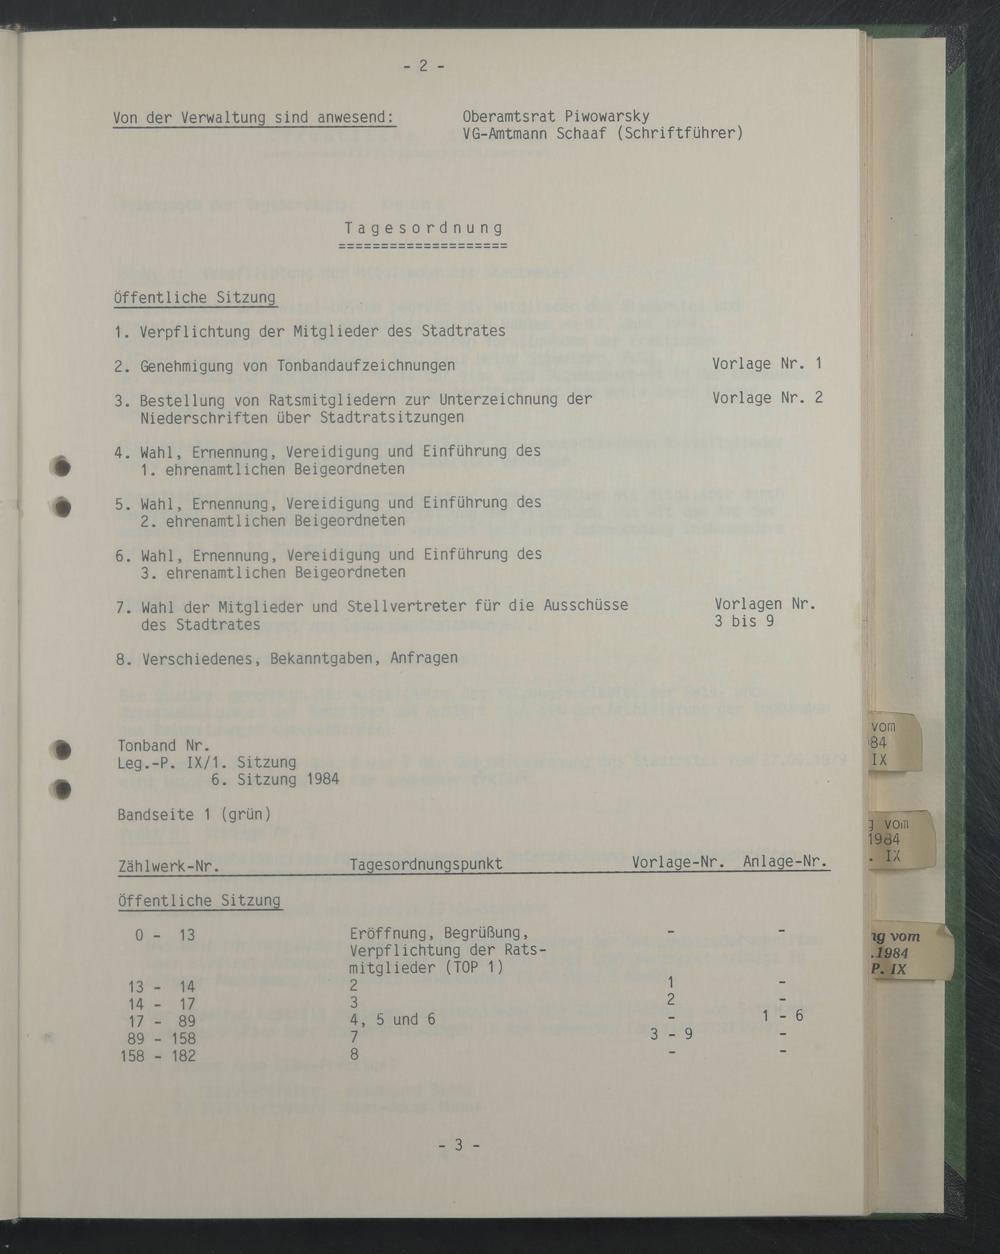 - 2 -
Von der Verwaltung sind anwesend: Oberamtsrat Piwowarsky
VG-Amtmann Schaaf (Schriftführer)
Tagesordnung
====================
Öffentliche Sitzung
1. Verpflichtung der Mitglieder des Stadtrates
2. Genehmigung von Tonbandaufzeichnungen Vorlage Nr. 1
3. Bestellung von Ratsmitgliedern zur Unterzeichnung der Vorlage Nr. 2
Niederschriften über Stadtratsitzungen
4. Wahl, Ernennung, Vereidigung und Einführung des
1. ehrenamtlichen Beigeordneten
5. Wahl, Ernennung, Vereidigung und Einführung des
2. ehrenamtlichen Beigeordneten
6. Wahl, Ernennung, Vereidigung und Einführung des
3. ehrenamtlichen Beigeordneten
7. Wahl der Mitglieder und Stellvertreter für die Ausschüsse Vorlagen Nr.
des Stadtrates 3 bis 9
8. Verschiedenes, Bekanntgaben, Anfragen
Tonband Nr.
Leg.-P. IX/1. Sitzung
6. Sitzung 1984
Bandseite 1 (grün)
Zählwerk-Nr. Tagesordnungspunkt Vorlage-Nr. Anlage-Nr.
Öffentliche Sitzung
0 - 13 Eröffnung, Begrüßung, - -
Verpflichtung der Rats-
mitglieder (TOP 1)
13 - 14 2 1 -
14 - 17 3 2 -
17 - 89 4, 5 und 6 - 1 - 6
89 - 158 7 3 - 9 -
158 - 182 8 - -
- 3 -
vom
84
IX
g vom
1984
. IX
ng vom
.1984
P. IX